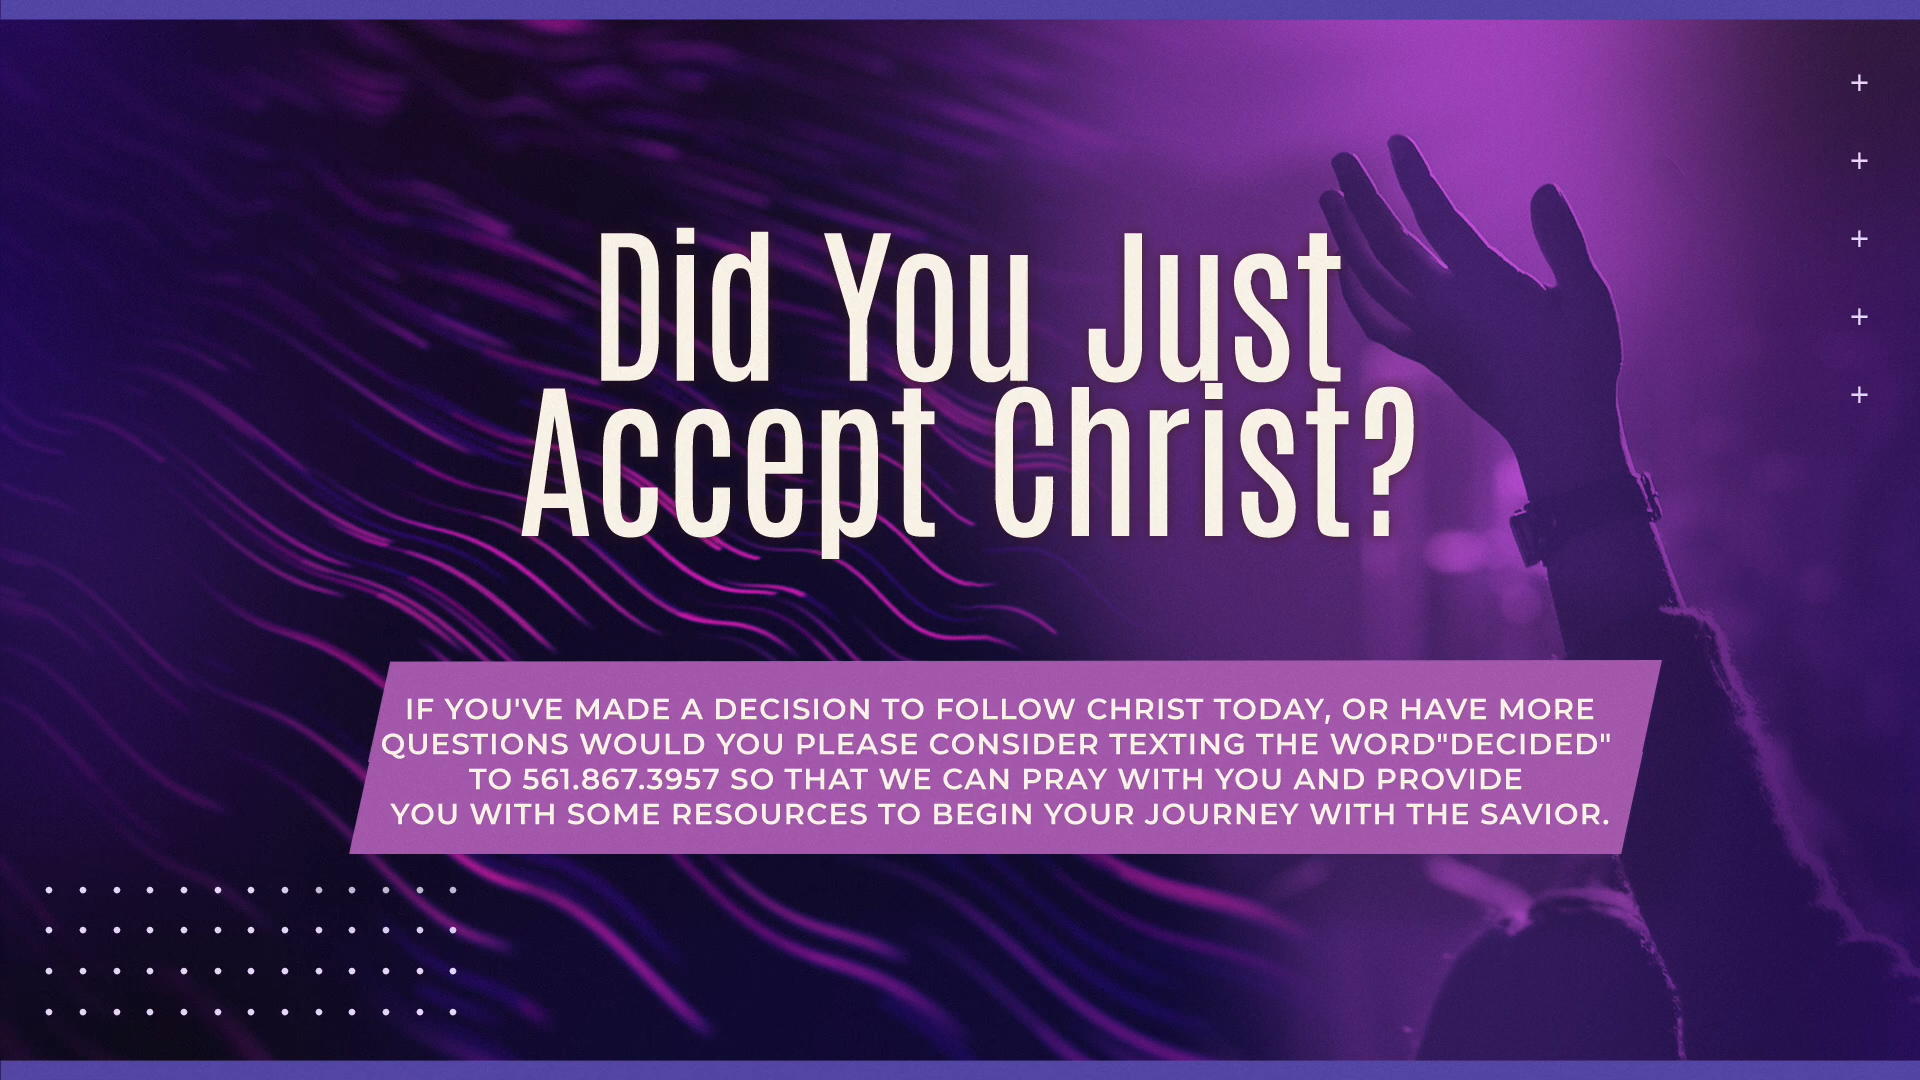 Did You Just
Accept Christ?
IF YOU'VE MADE A DECISION TO FOLLOW CHRIST TODAY, OR HAVE MORE
QUESTIONS WOULD YOU PLEASE CONSIDER TEXTING THE WORD"DECIDED"
TO 561.867.3957 SO THAT WE CAN PRAY WITH YOU AND PROVIDE
YOU WITH SOME RESOURCES TO BEGIN YOUR JOURNEY WITH THE SAVIOR.